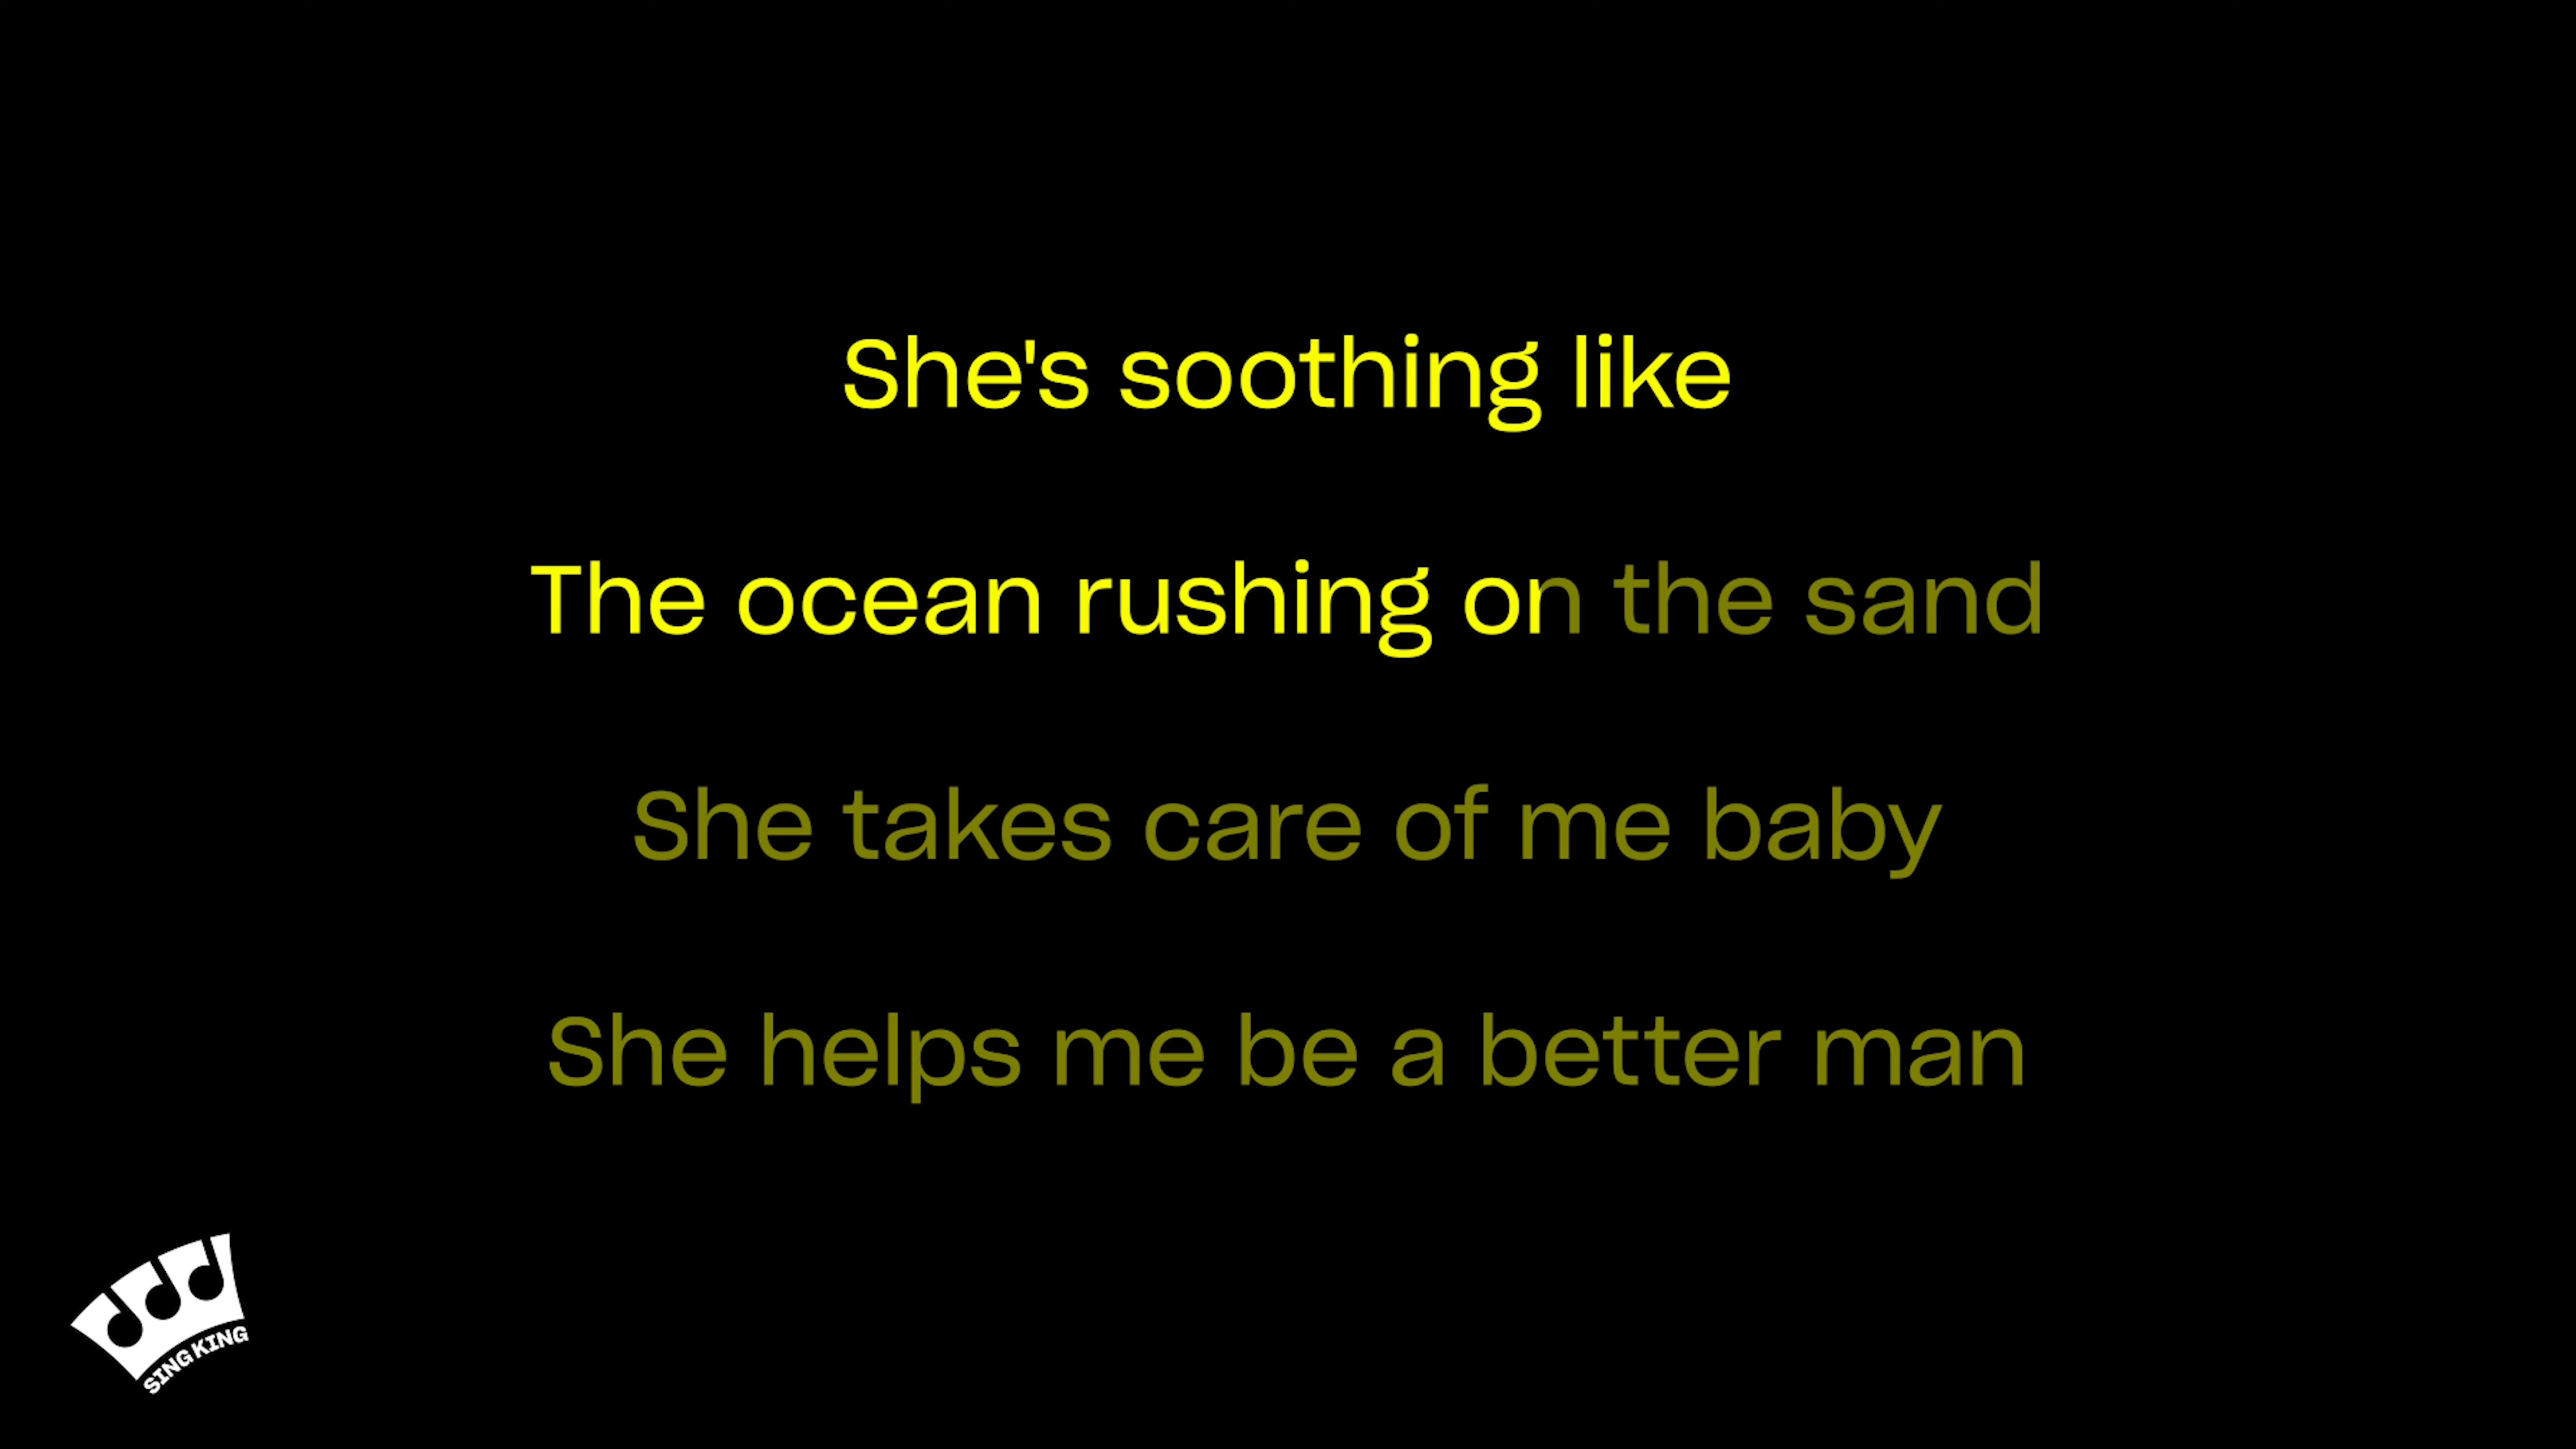 She's soothing like
The ocean rushing on the sand
She takes care of me baby
She helps me be a better man
SING KING